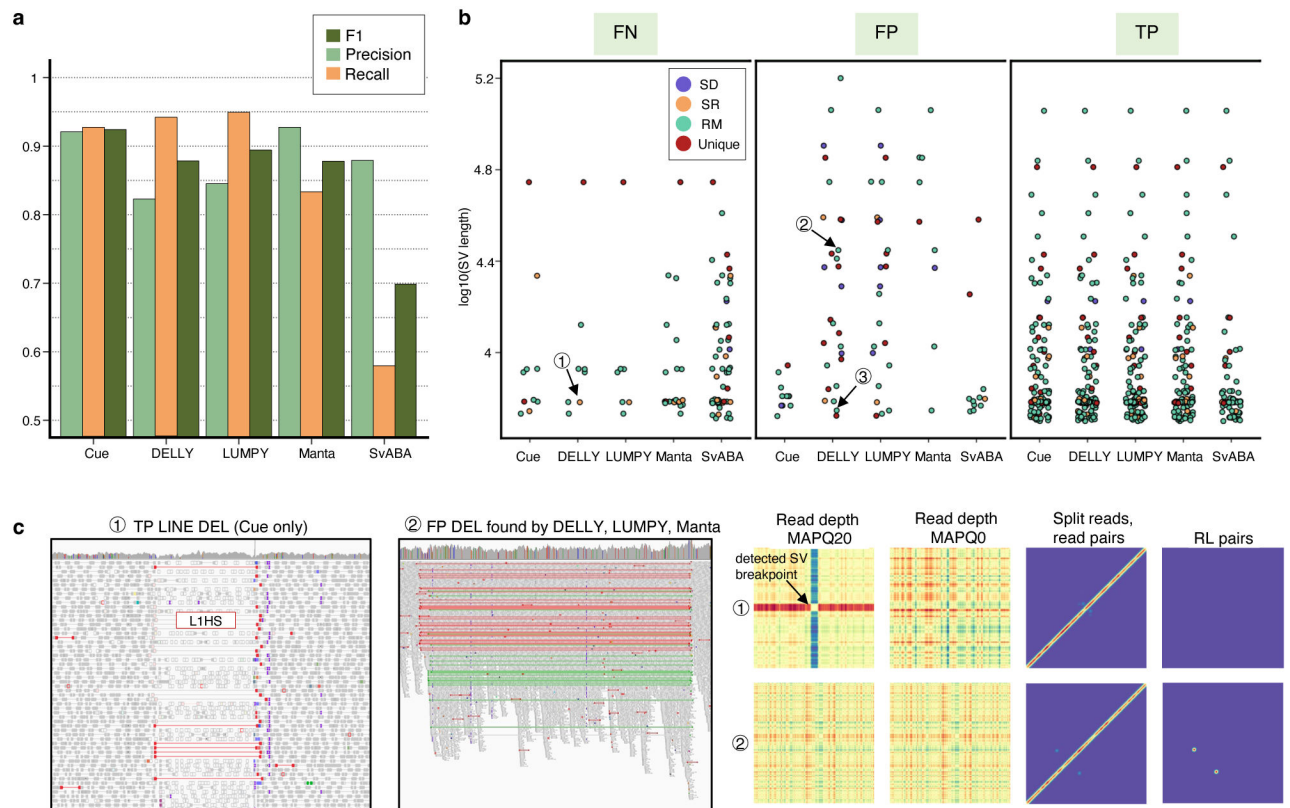 a
F1
Precision
Recall
1
0.9
0.8
0.7
0.6
0.5
Cue
DELLY
LUMPY
Manta
SvABA
b
FN
FP
TP
SD
SR
RM
Unique
log10(SV length)
5.2
4.8
4.4
4
①
②
③
Cue DELLY LUMPY Manta SvABA
Cue DELLY LUMPY Manta SvABA
Cue DELLY LUMPY Manta SvABA
c
① TP LINE DEL (Cue only)
L1HS
② FP DEL found by DELLY, LUMPY, Manta
Read depth
MAPQ20
Read depth
MAPQ0
Split reads,
read pairs
RL pairs
detected SV
breakpoint
①
②